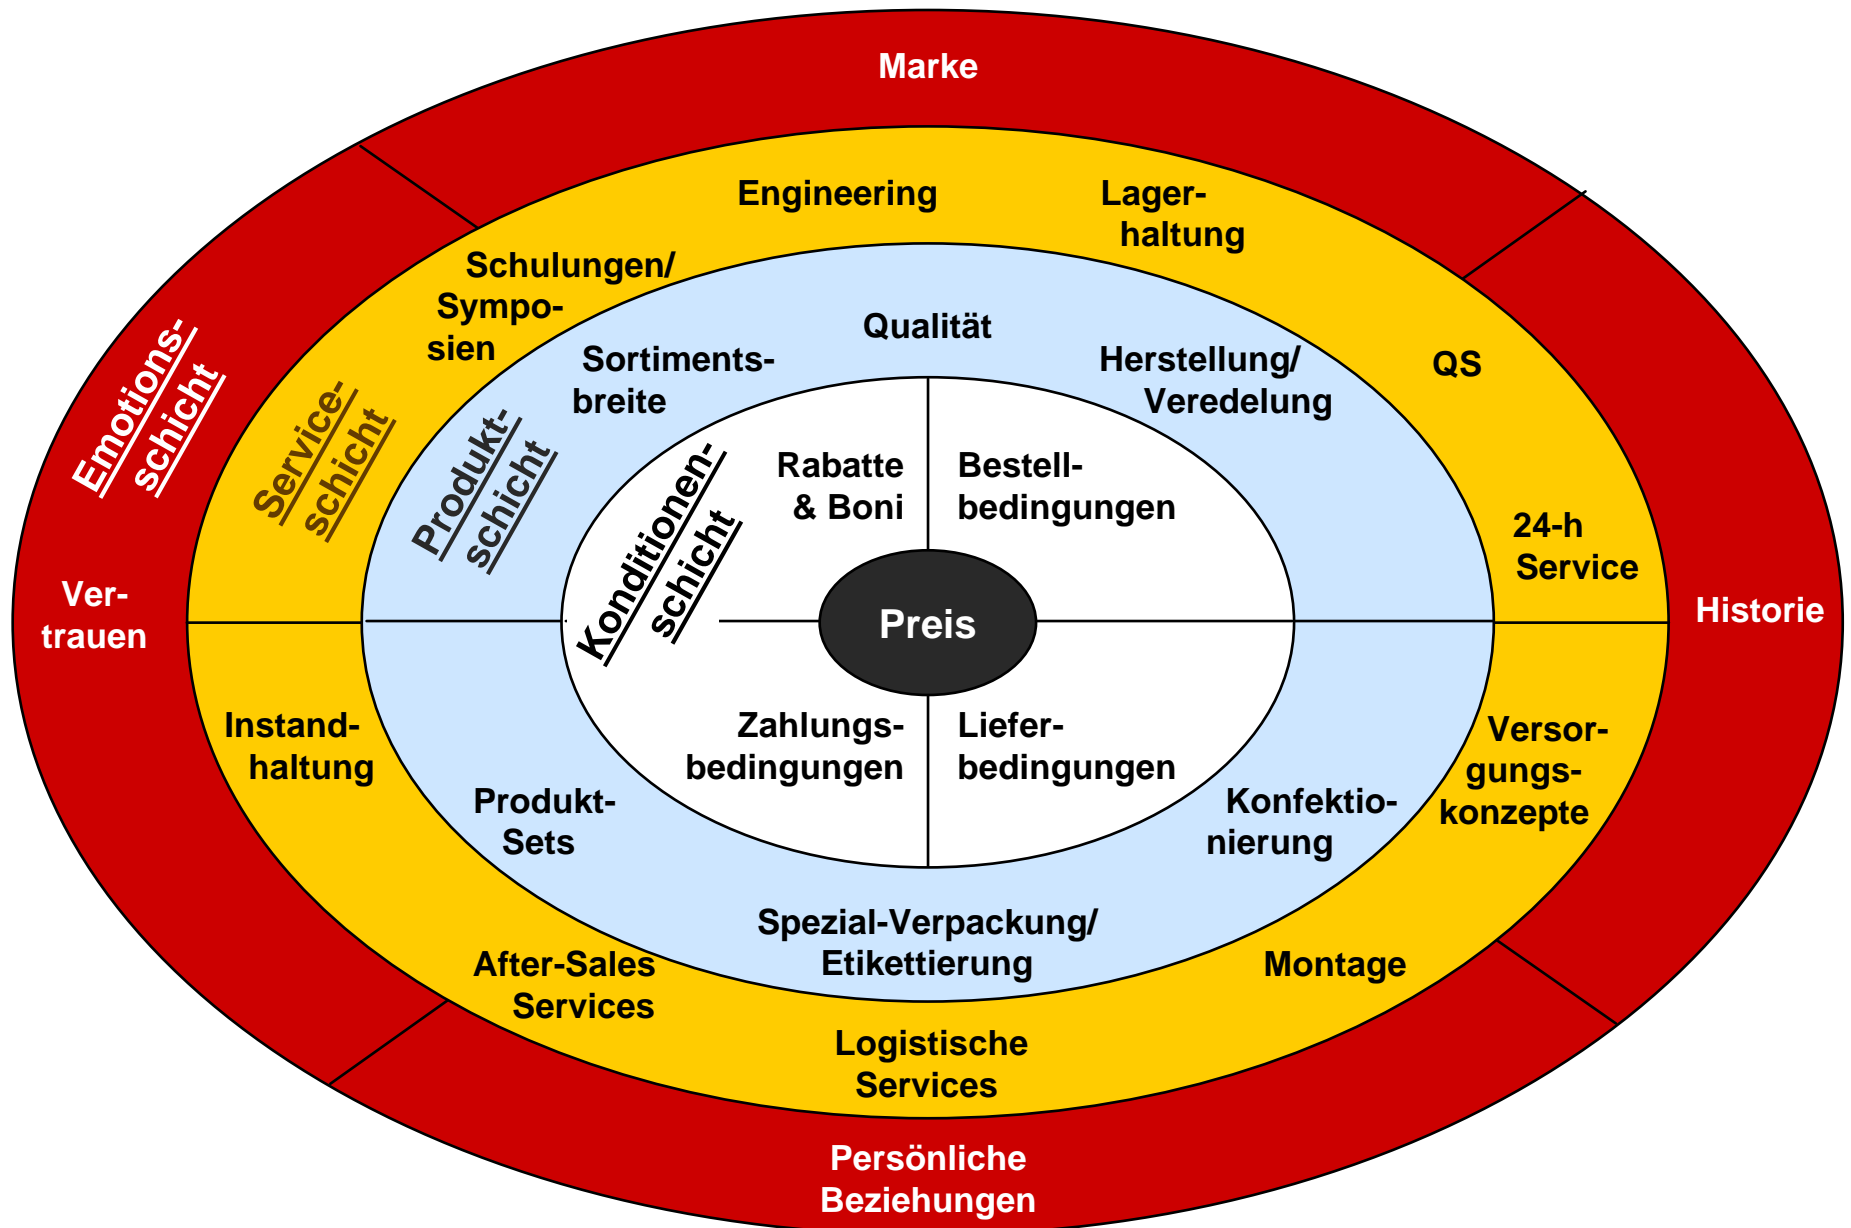 Marke
Engineering
Lager-
haltung
Schulungen/
Sympo-
sien
QS
24-h
Service
Emotions-
schicht
Service-
schicht
Produkt-
schicht
Konditionen-
schicht
Sortiments-
breite
Qualität
Herstellung/
Veredelung
Rabatte
& Boni
Bestell-
bedingungen
Ver-
trauen
Preis
Historie
Zahlungs-
bedingungen
Liefer-
bedingungen
Instand-
haltung
Produkt-
Sets
Konfektio-
nierung
Versor-
gungs-
konzepte
Spezial-Verpackung/
Etikettierung
After-Sales
Services
Montage
Logistische
Services
Persönliche
Beziehungen